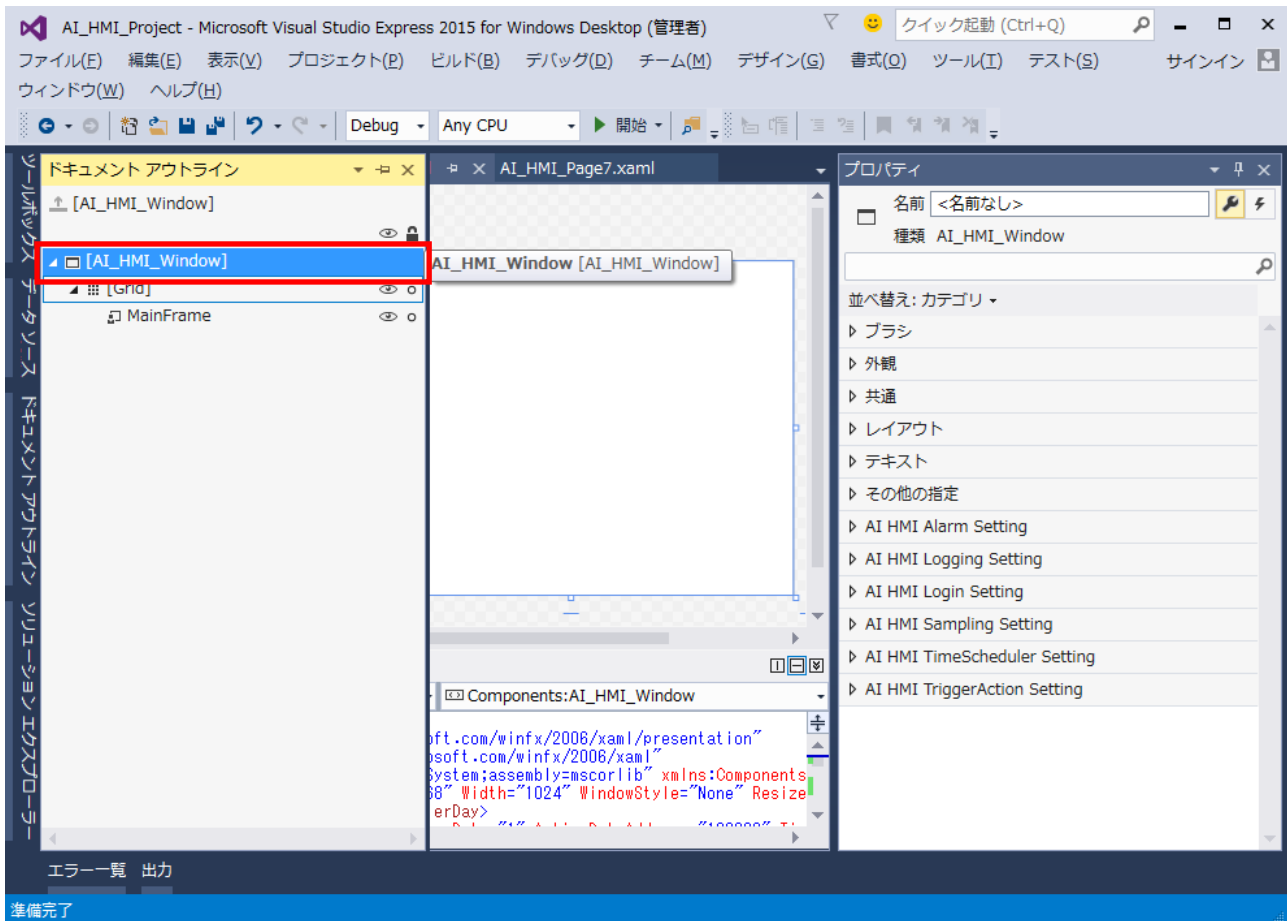 AI_HMI_Project - Microsoft Visual Studio Express 2015 for Windows Desktop (管理者)
クイック起動 (Ctrl+Q)
ファイル(F) 編集(E) 表示(V) プロジェクト(P) ビルド(B) デバッグ(D) チーム(M) デザイン(G) 書式(O) ツール(T) テスト(S) サインイン
ウィンドウ(W) ヘルプ(H)
Debug Any CPU 開始
ツールボックス
データ ソース
ドキュメント アウトライン
ソリューション エクスプローラー
ドキュメント アウトライン
[AI_HMI_Window]
[AI_HMI_Window]
[Grid]
MainFrame
AI_HMI_Page7.xaml
AI_HMI_Window [AI_HMI_Window]
Components:AI_HMI_Window
oft.com/winfx/2006/xaml/presentation"
osoft.com/winfx/2006/xaml"
System;assembly=mscorlib" xmlns:Components
68" Width="1024" WindowStyle="None" Resize
erDay>
プロパティ
名前 <名前なし>
種類 AI_HMI_Window
並べ替え: カテゴリ
ブラシ
外観
共通
レイアウト
テキスト
その他の指定
AI HMI Alarm Setting
AI HMI Logging Setting
AI HMI Login Setting
AI HMI Sampling Setting
AI HMI TimeScheduler Setting
AI HMI TriggerAction Setting
エラー一覧 出力
準備完了